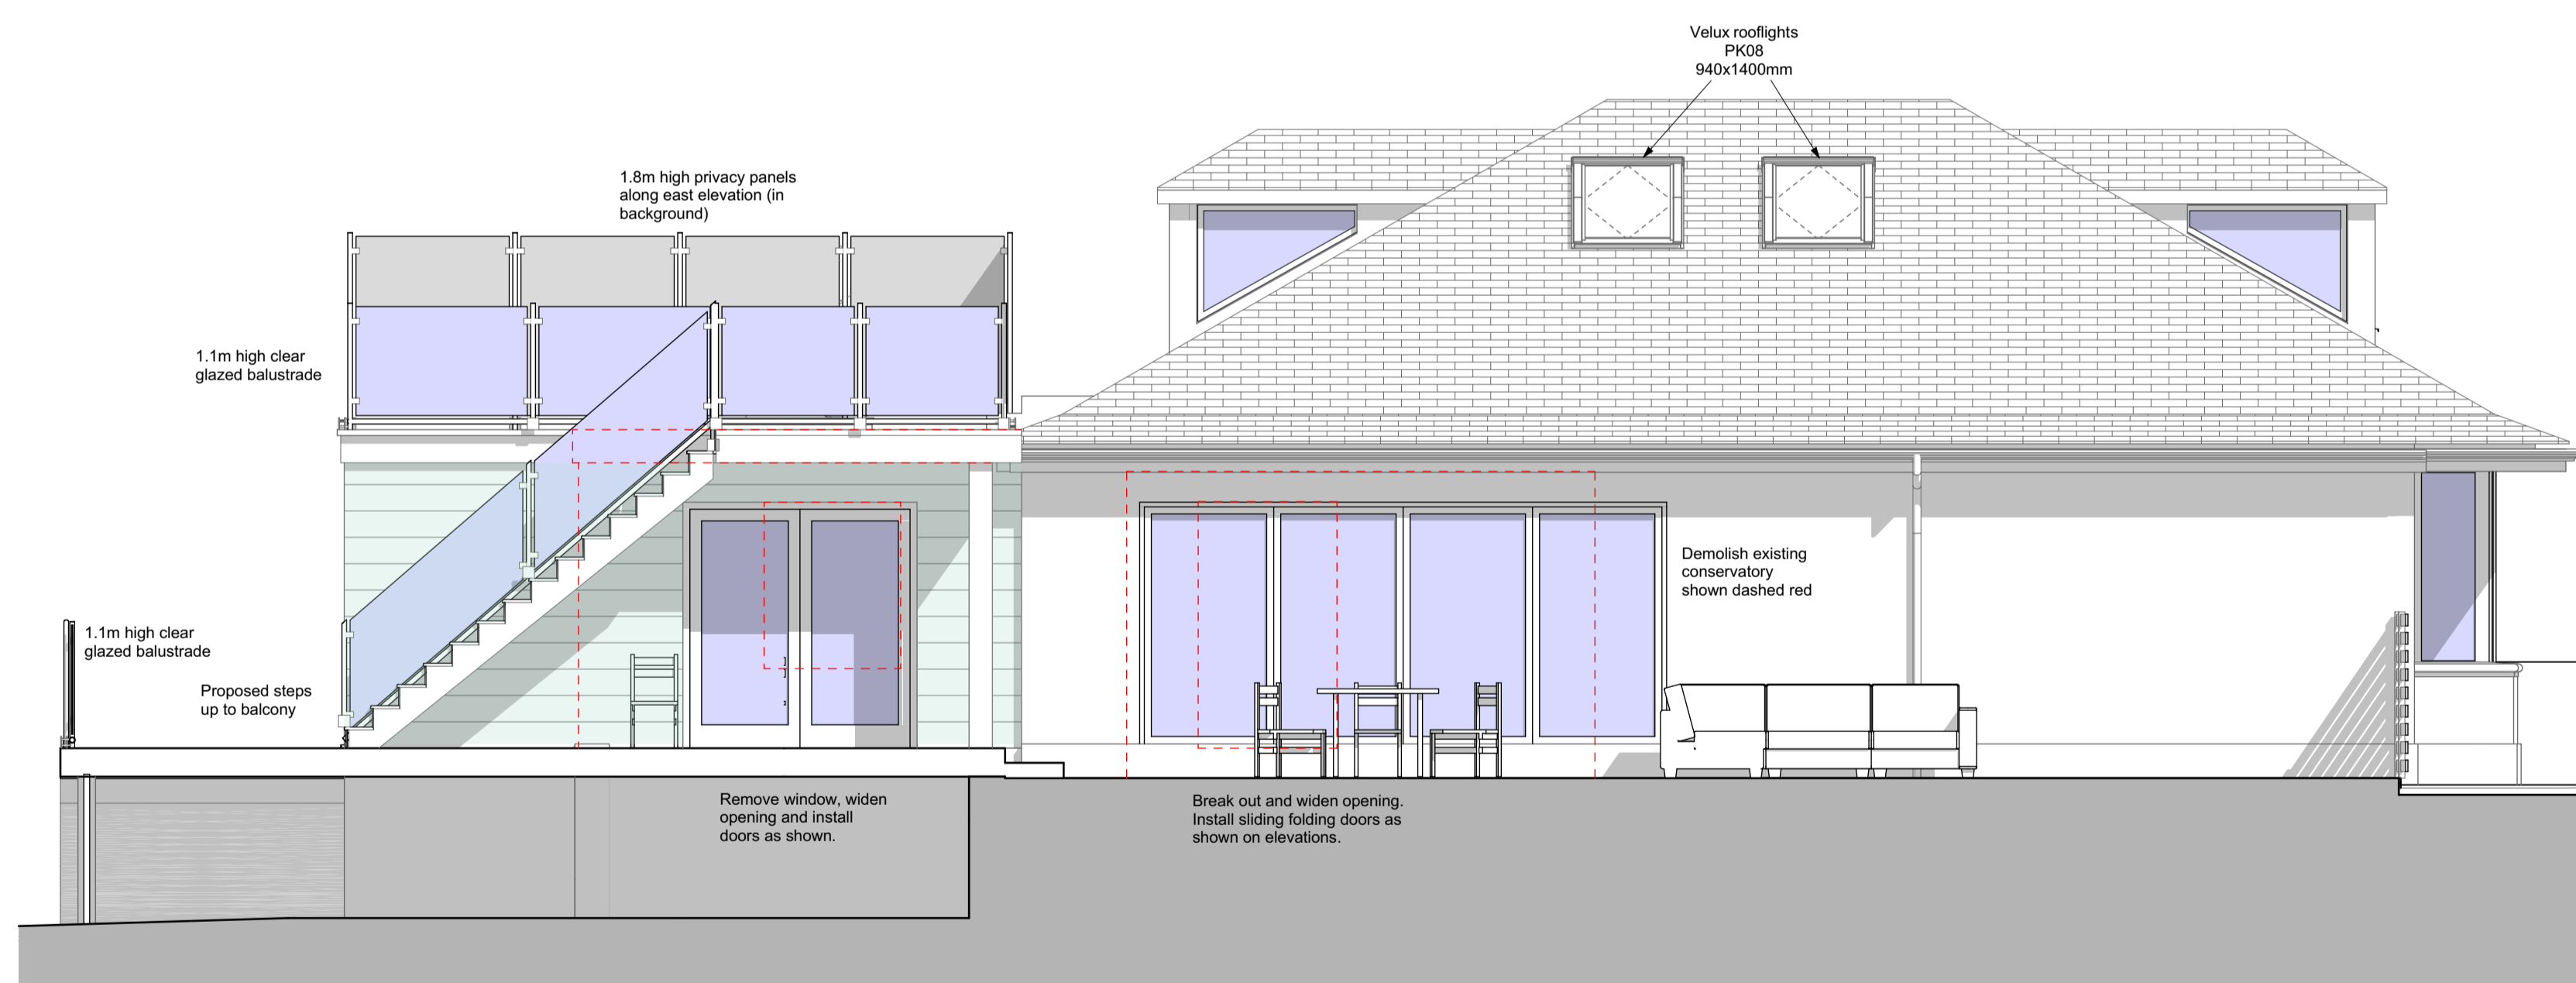 Velux rooflights
PK08
940x1400mm
1.8m high privacy panels
along east elevation (in
background)
1.1m high clear
glazed balustrade
Demolish existing
conservatory
shown dashed red
1.1m high clear
glazed balustrade
Proposed steps
up to balcony
Remove window, widen
opening and install
doors as shown.
Break out and widen opening.
Install sliding folding doors as
shown on elevations.